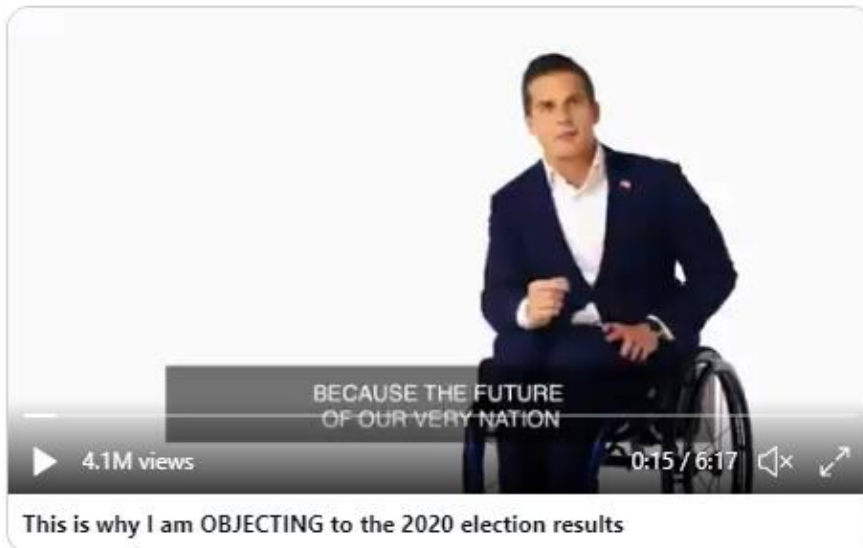 BECAUSE THE FUTURE
OF OUR VERY NATION
4.1M views
0:15 / 6:17
This is why I am OBJECTING to the 2020 election results